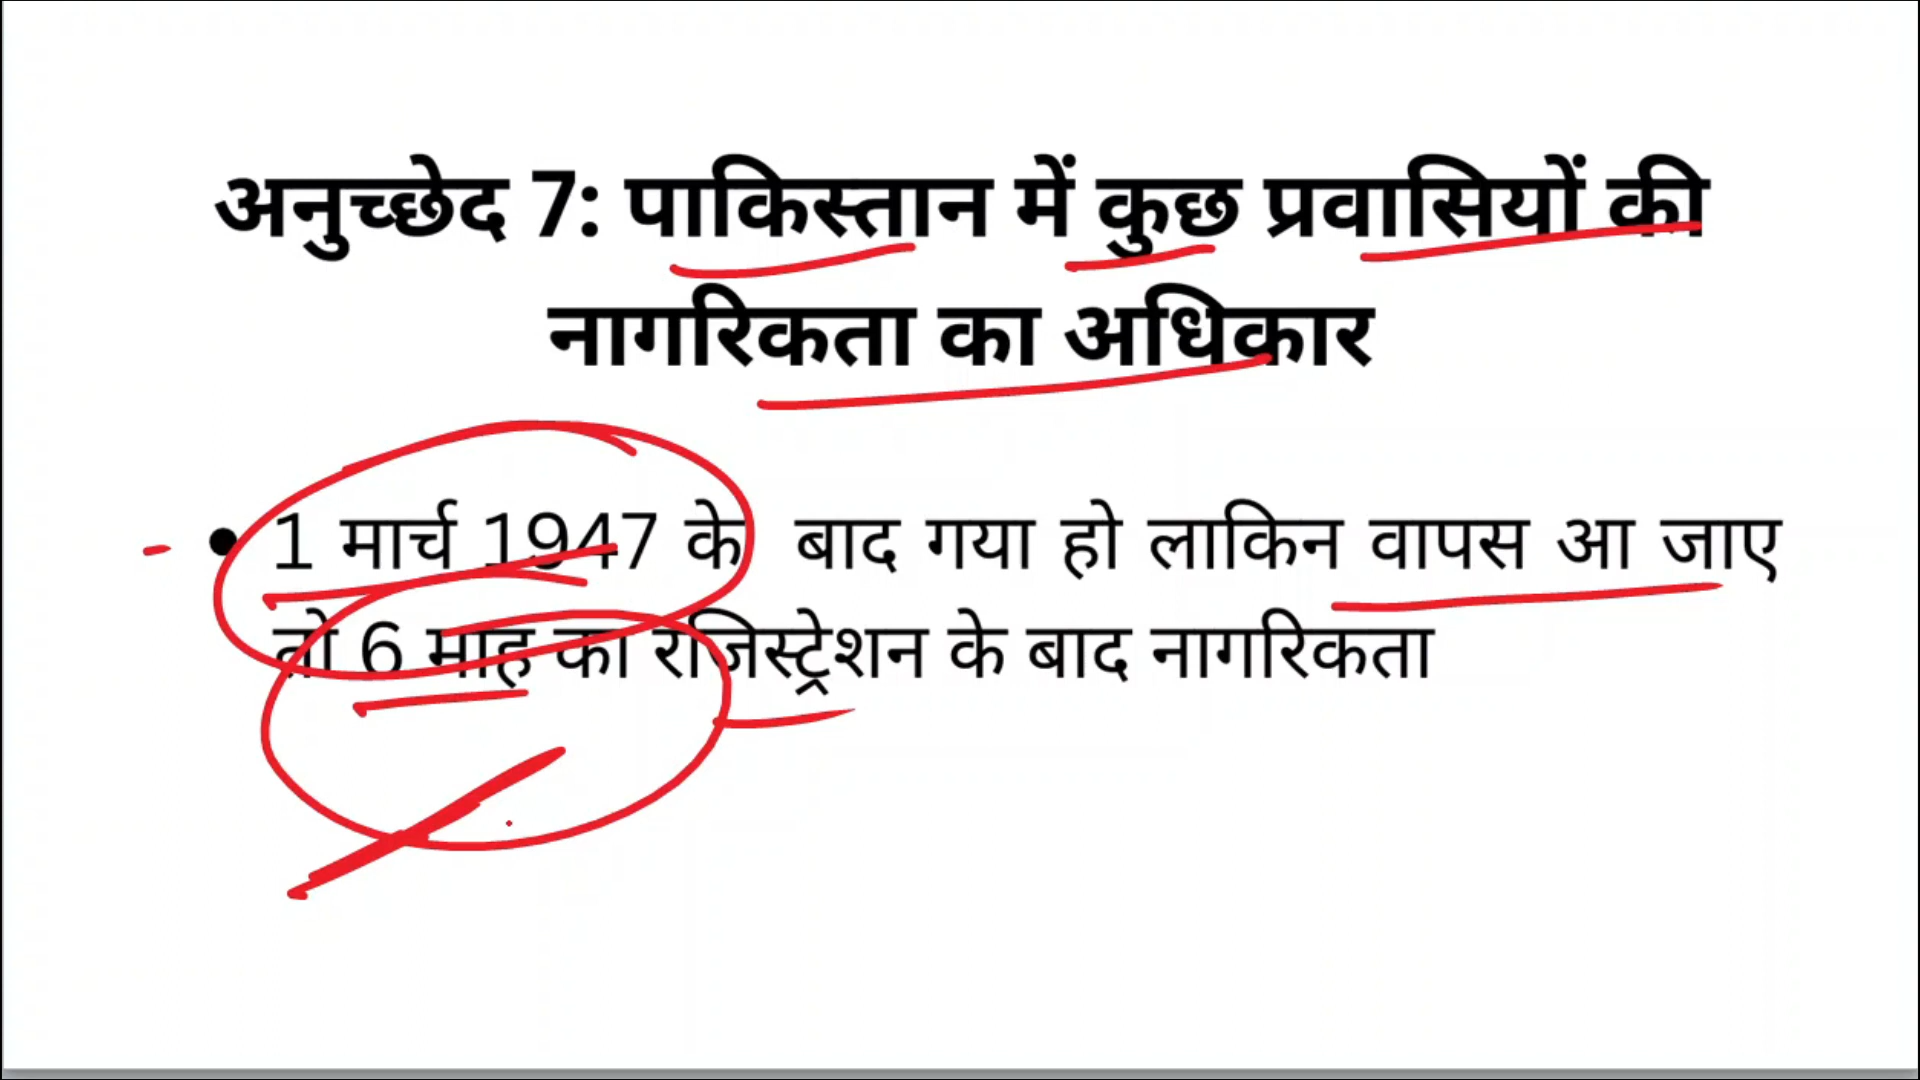 अनुच्छेद 7: पाकिस्तान में कुछ प्रवासियों की
नागरिकता का अधिकार
• 1 मार्च 1947 के बाद गया हो लाकिन वापस आ जाए
तो 6 माह का रजिस्ट्रेशन के बाद नागरिकता